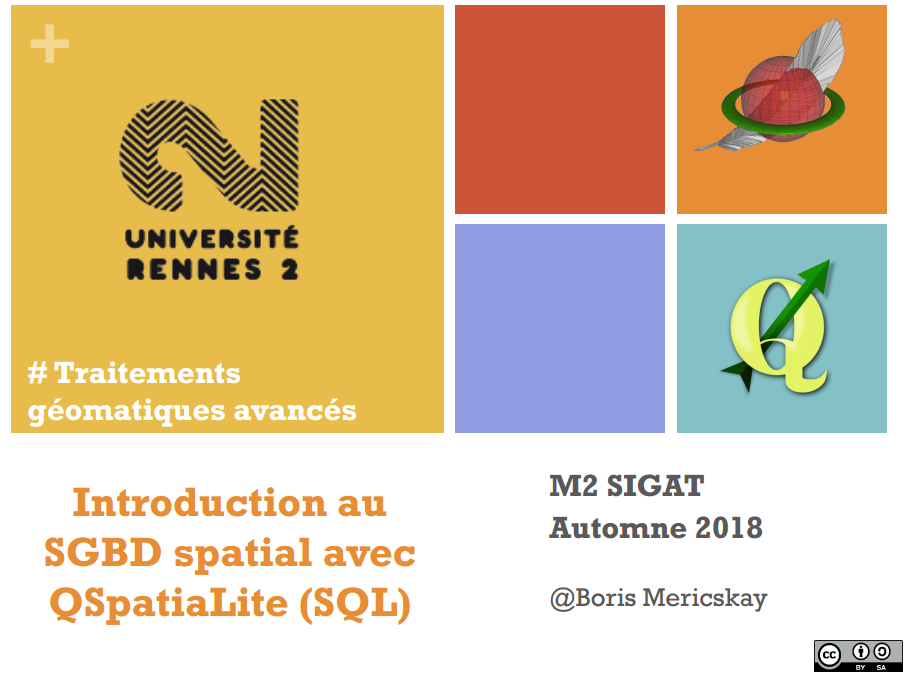 +
UNIVERSITÉ
RENNES 2
# Traitements
géomatiques avancés
Introduction au
SGBD spatial avec
QSpatiaLite (SQL)
M2 SIGAT
Automne 2018
@Boris Mericskay
cc
BY SA